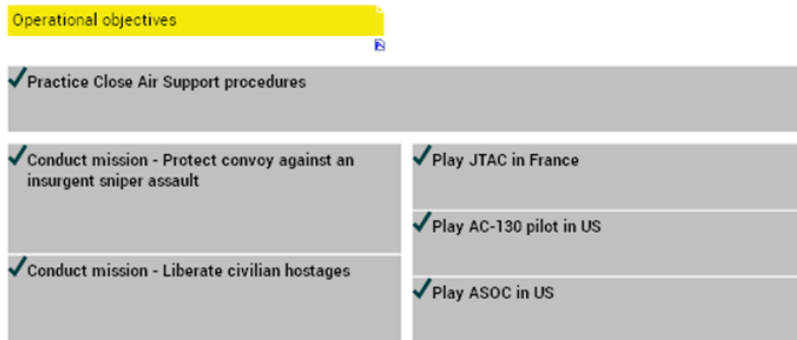 Operational objectives
Practice Close Air Support procedures
Conduct mission - Protect convoy against an
insurgent sniper assault
Conduct mission - Liberate civilian hostages
Play JTAC in France
Play AC-130 pilot in US
Play ASOC in US